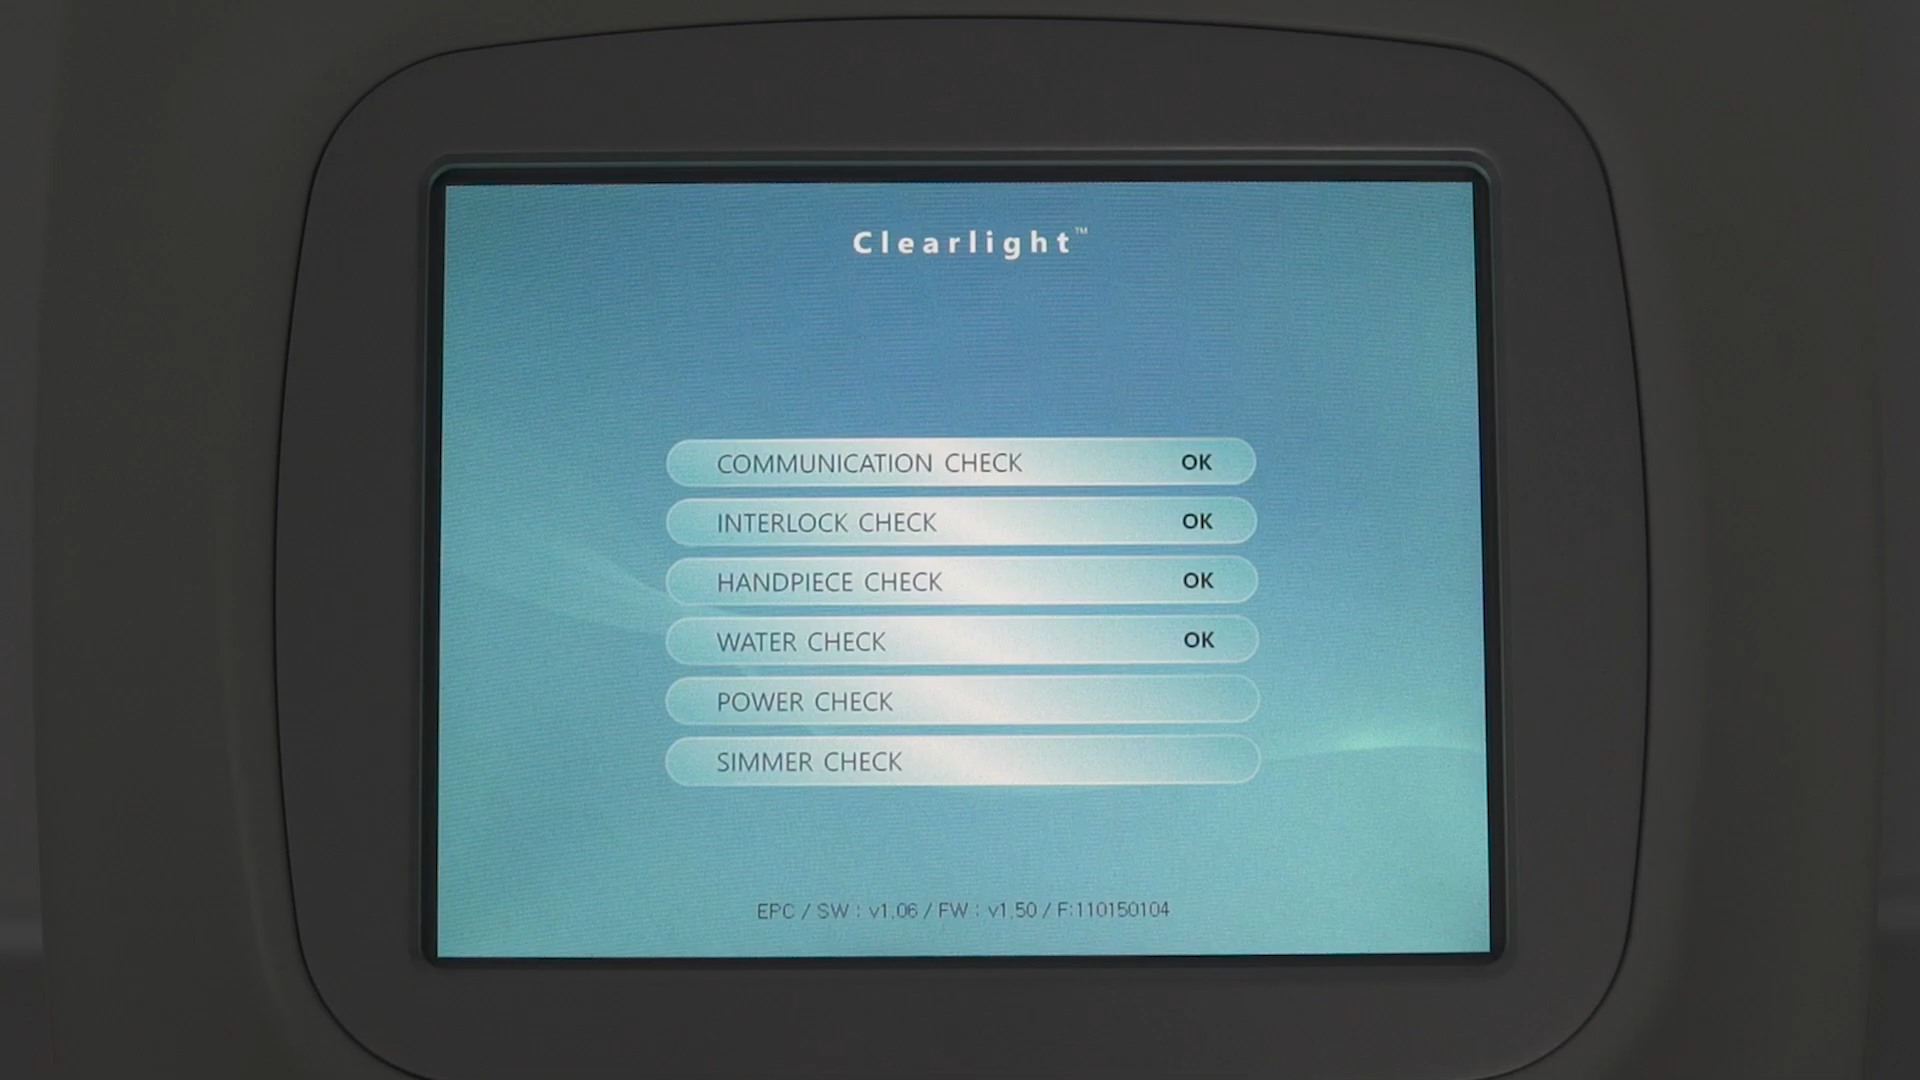 Clearlight™
COMMUNICATION CHECK OK
INTERLOCK CHECK OK
HANDPIECE CHECK OK
WATER CHECK OK
POWER CHECK
SIMMER CHECK
EPC / SW : v1.06 / FW : v1.50 / F:110150104